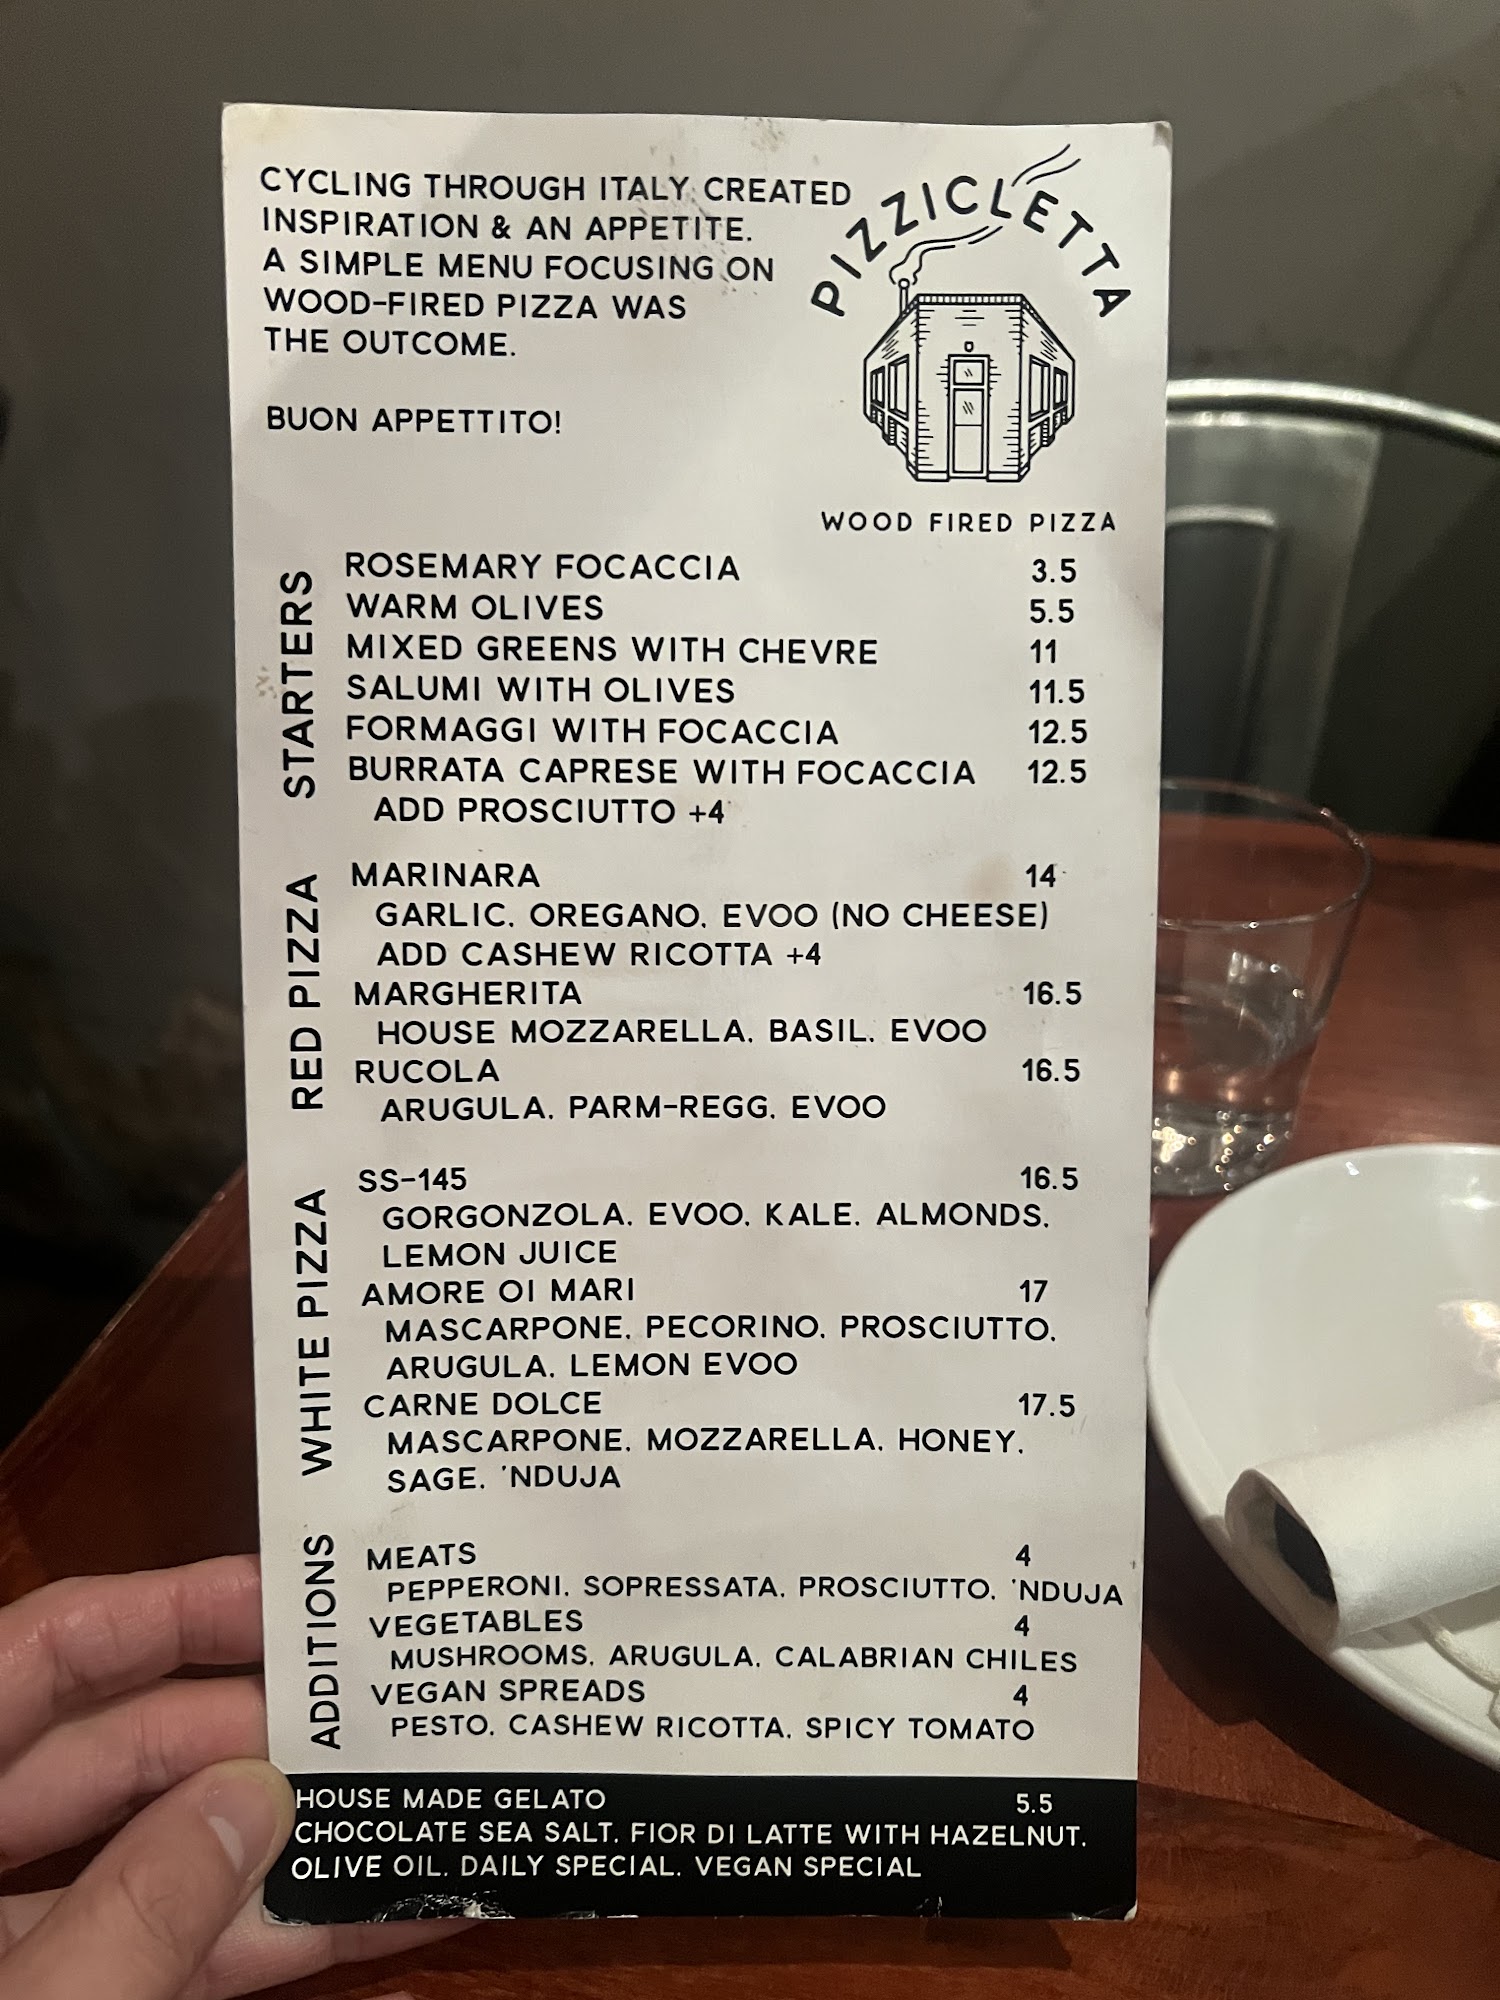 CYCLING THROUGH ITALY CREATED
INSPIRATION & AN APPETITE.
A SIMPLE MENU FOCUSING ON
WOOD-FIRED PIZZA WAS
THE OUTCOME.
BUON APPETTITO!
PIZZICLETTA
WOOD FIRED PIZZA
STARTERS
ROSEMARY FOCACCIA 3.5
WARM OLIVES 5.5
MIXED GREENS WITH CHEVRE 11
SALUMI WITH OLIVES 11.5
FORMAGGI WITH FOCACCIA 12.5
BURRATA CAPRESE WITH FOCACCIA 12.5
ADD PROSCIUTTO +4
RED PIZZA
MARINARA 14
GARLIC, OREGANO, EVOO (NO CHEESE)
ADD CASHEW RICOTTA +4
MARGHERITA 16.5
HOUSE MOZZARELLA, BASIL, EVOO
RUCOLA 16.5
ARUGULA, PARM-REGG, EVOO
WHITE PIZZA
SS-145 16.5
GORGONZOLA, EVOO, KALE, ALMONDS,
LEMON JUICE
AMORE OI MARI 17
MASCARPONE, PECORINO, PROSCIUTTO,
ARUGULA, LEMON EVOO
CARNE DOLCE 17.5
MASCARPONE, MOZZARELLA, HONEY,
SAGE, 'NDUJA
ADDITIONS
MEATS 4
PEPPERONI, SOPRESSATA, PROSCIUTTO, 'NDUJA
VEGETABLES 4
MUSHROOMS, ARUGULA, CALABRIAN CHILES
VEGAN SPREADS 4
PESTO, CASHEW RICOTTA, SPICY TOMATO
HOUSE MADE GELATO 5.5
CHOCOLATE SEA SALT, FIOR DI LATTE WITH HAZELNUT,
OLIVE OIL, DAILY SPECIAL, VEGAN SPECIAL